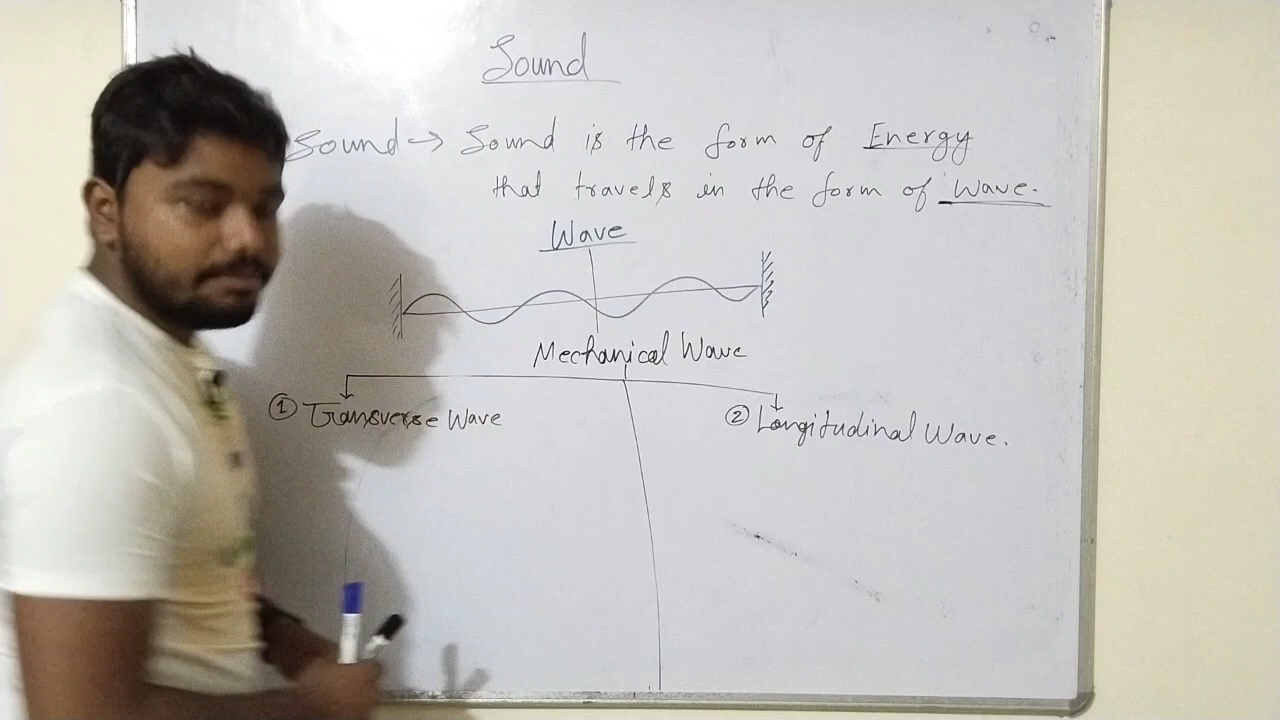 Sound
Sound → Sound is the form of Energy
that travels in the form of Wave.
Wave
Mechanical Wave
① Transverse Wave
② Longitudinal Wave.